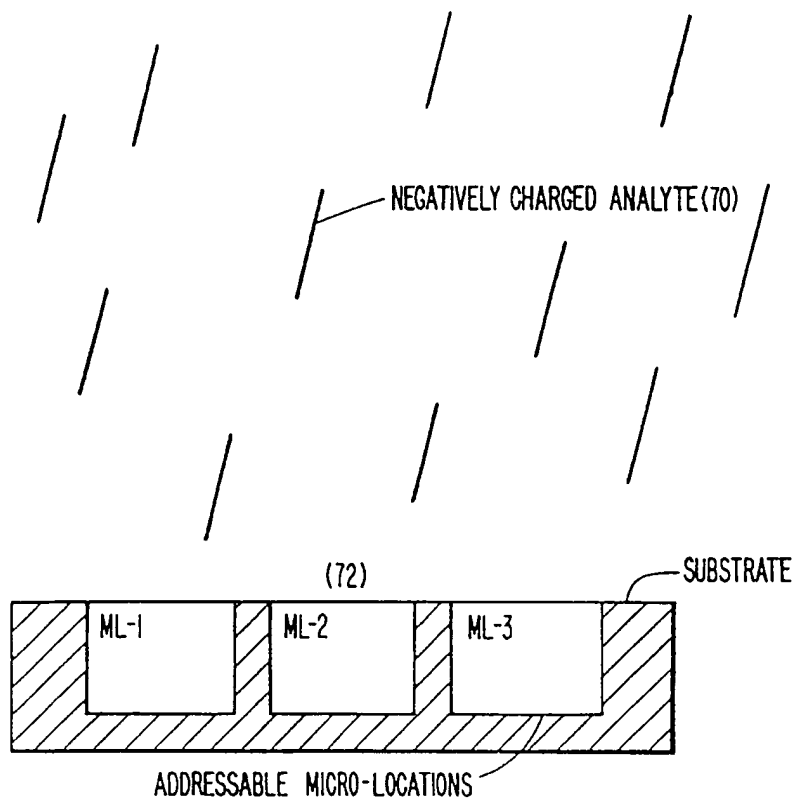 NEGATIVELY CHARGED ANALYTE(70)
(72)
SUBSTRATE
ML-1
ML-2
ML-3
ADDRESSABLE MICRO-LOCATIONS